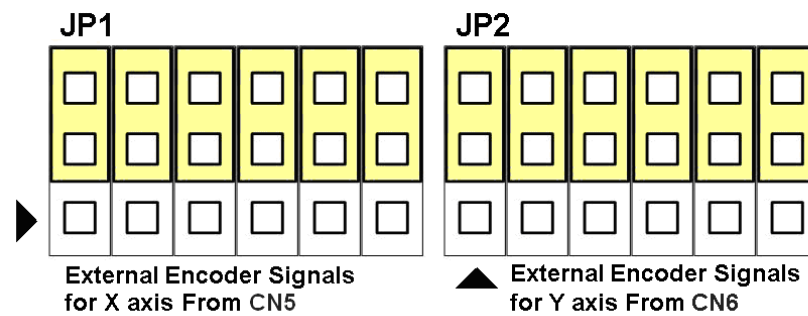 JP1
JP2
External Encoder Signals
for X axis From CN5
External Encoder Signals
for Y axis From CN6